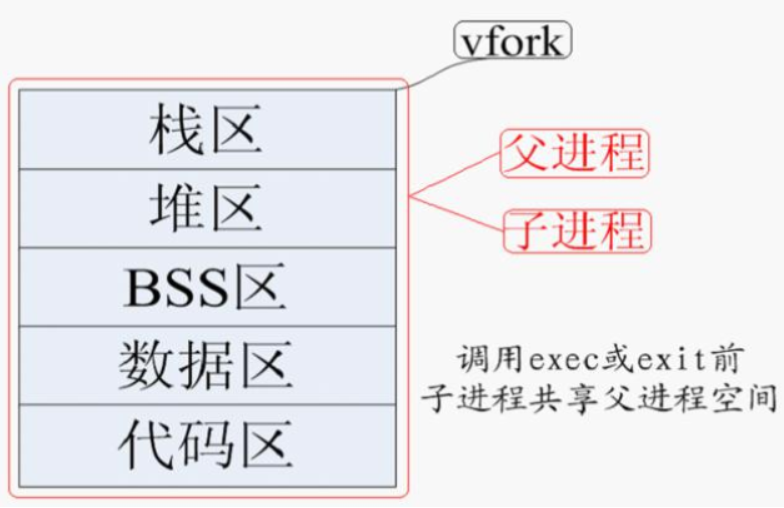 vfork
栈区
父进程
堆区
子进程
BSS区
数据区
调用exec或exit前
子进程共享父进程空间
代码区